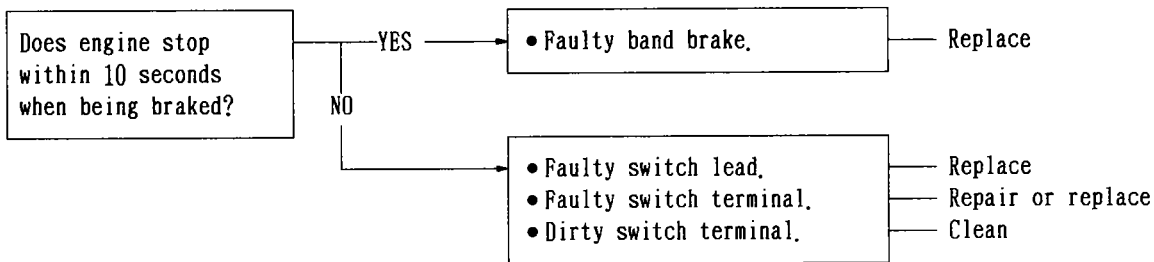 Does engine stop
within 10 seconds
when being braked?
YES
• Faulty band brake.
Replace
NO
• Faulty switch lead.
Replace
• Faulty switch terminal.
Repair or replace
• Dirty switch terminal.
Clean